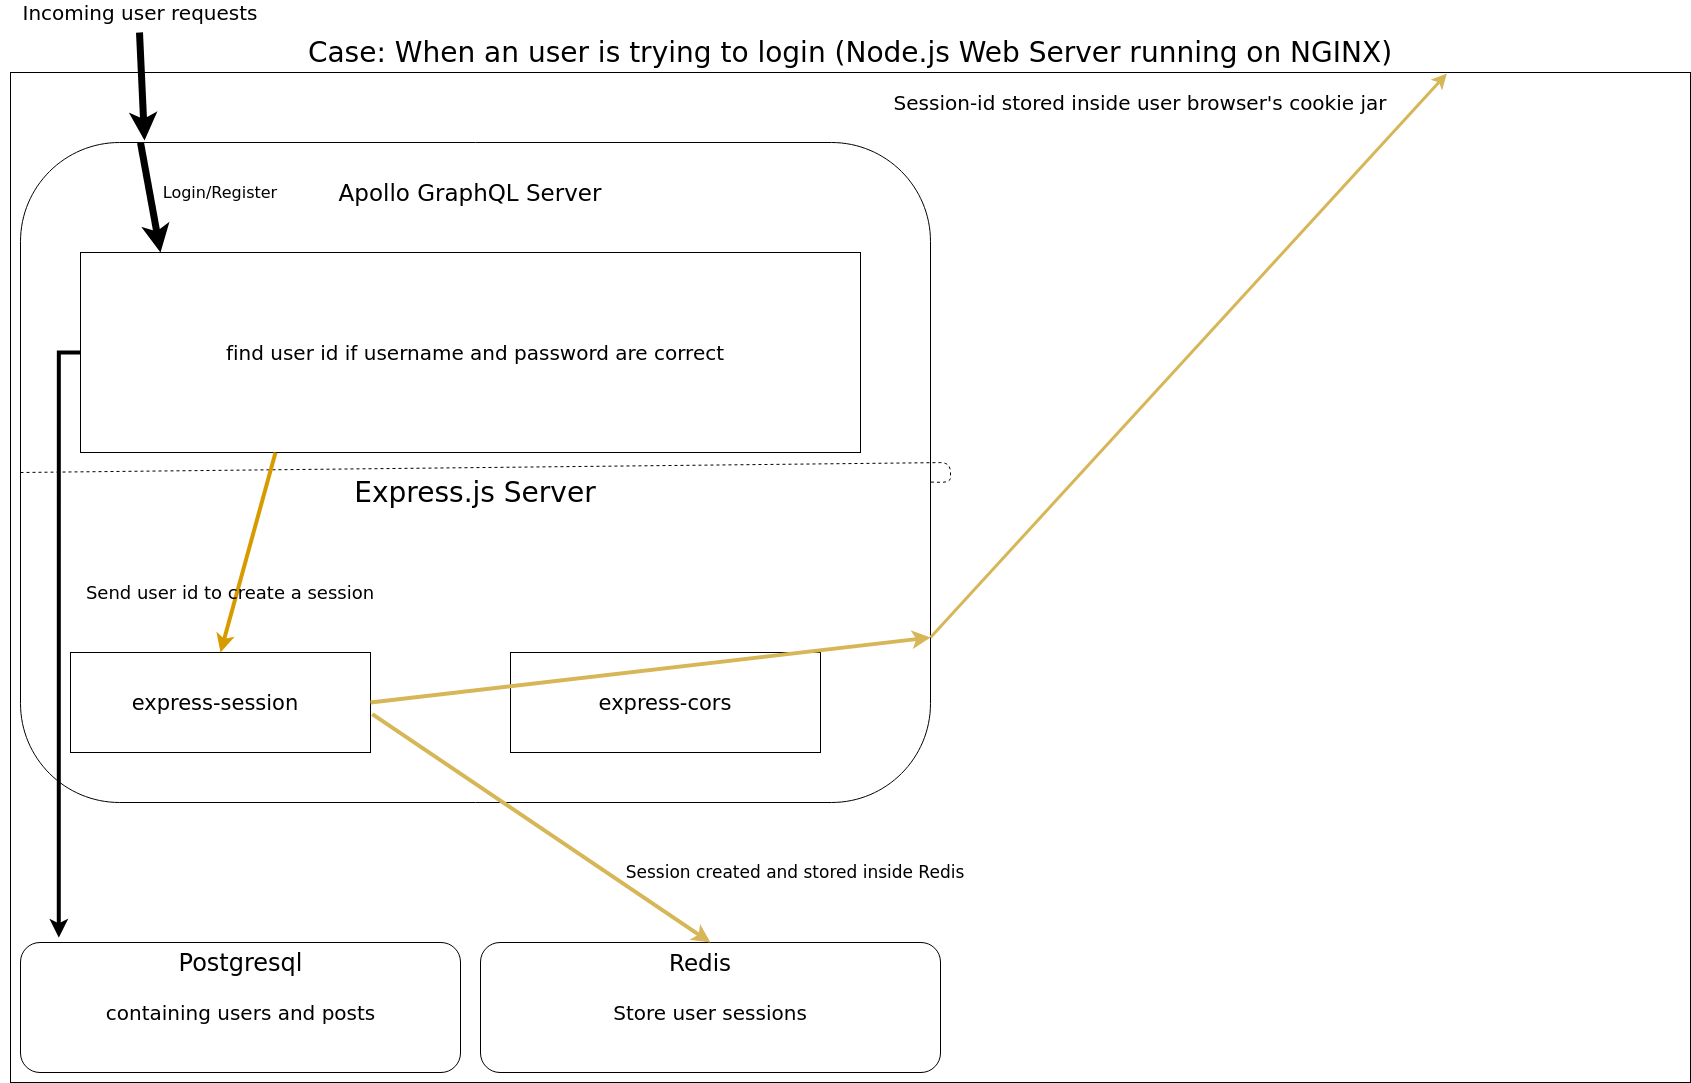 Incoming user requests
Case: When an user is trying to login (Node.js Web Server running on NGINX)
Session-id stored inside user browser's cookie jar
Login/Register
Apollo GraphQL Server
find user id if username and password are correct
Express.js Server
Send user id to create a session
express-session
express-cors
Session created and stored inside Redis
Postgresql
containing users and posts
Redis
Store user sessions